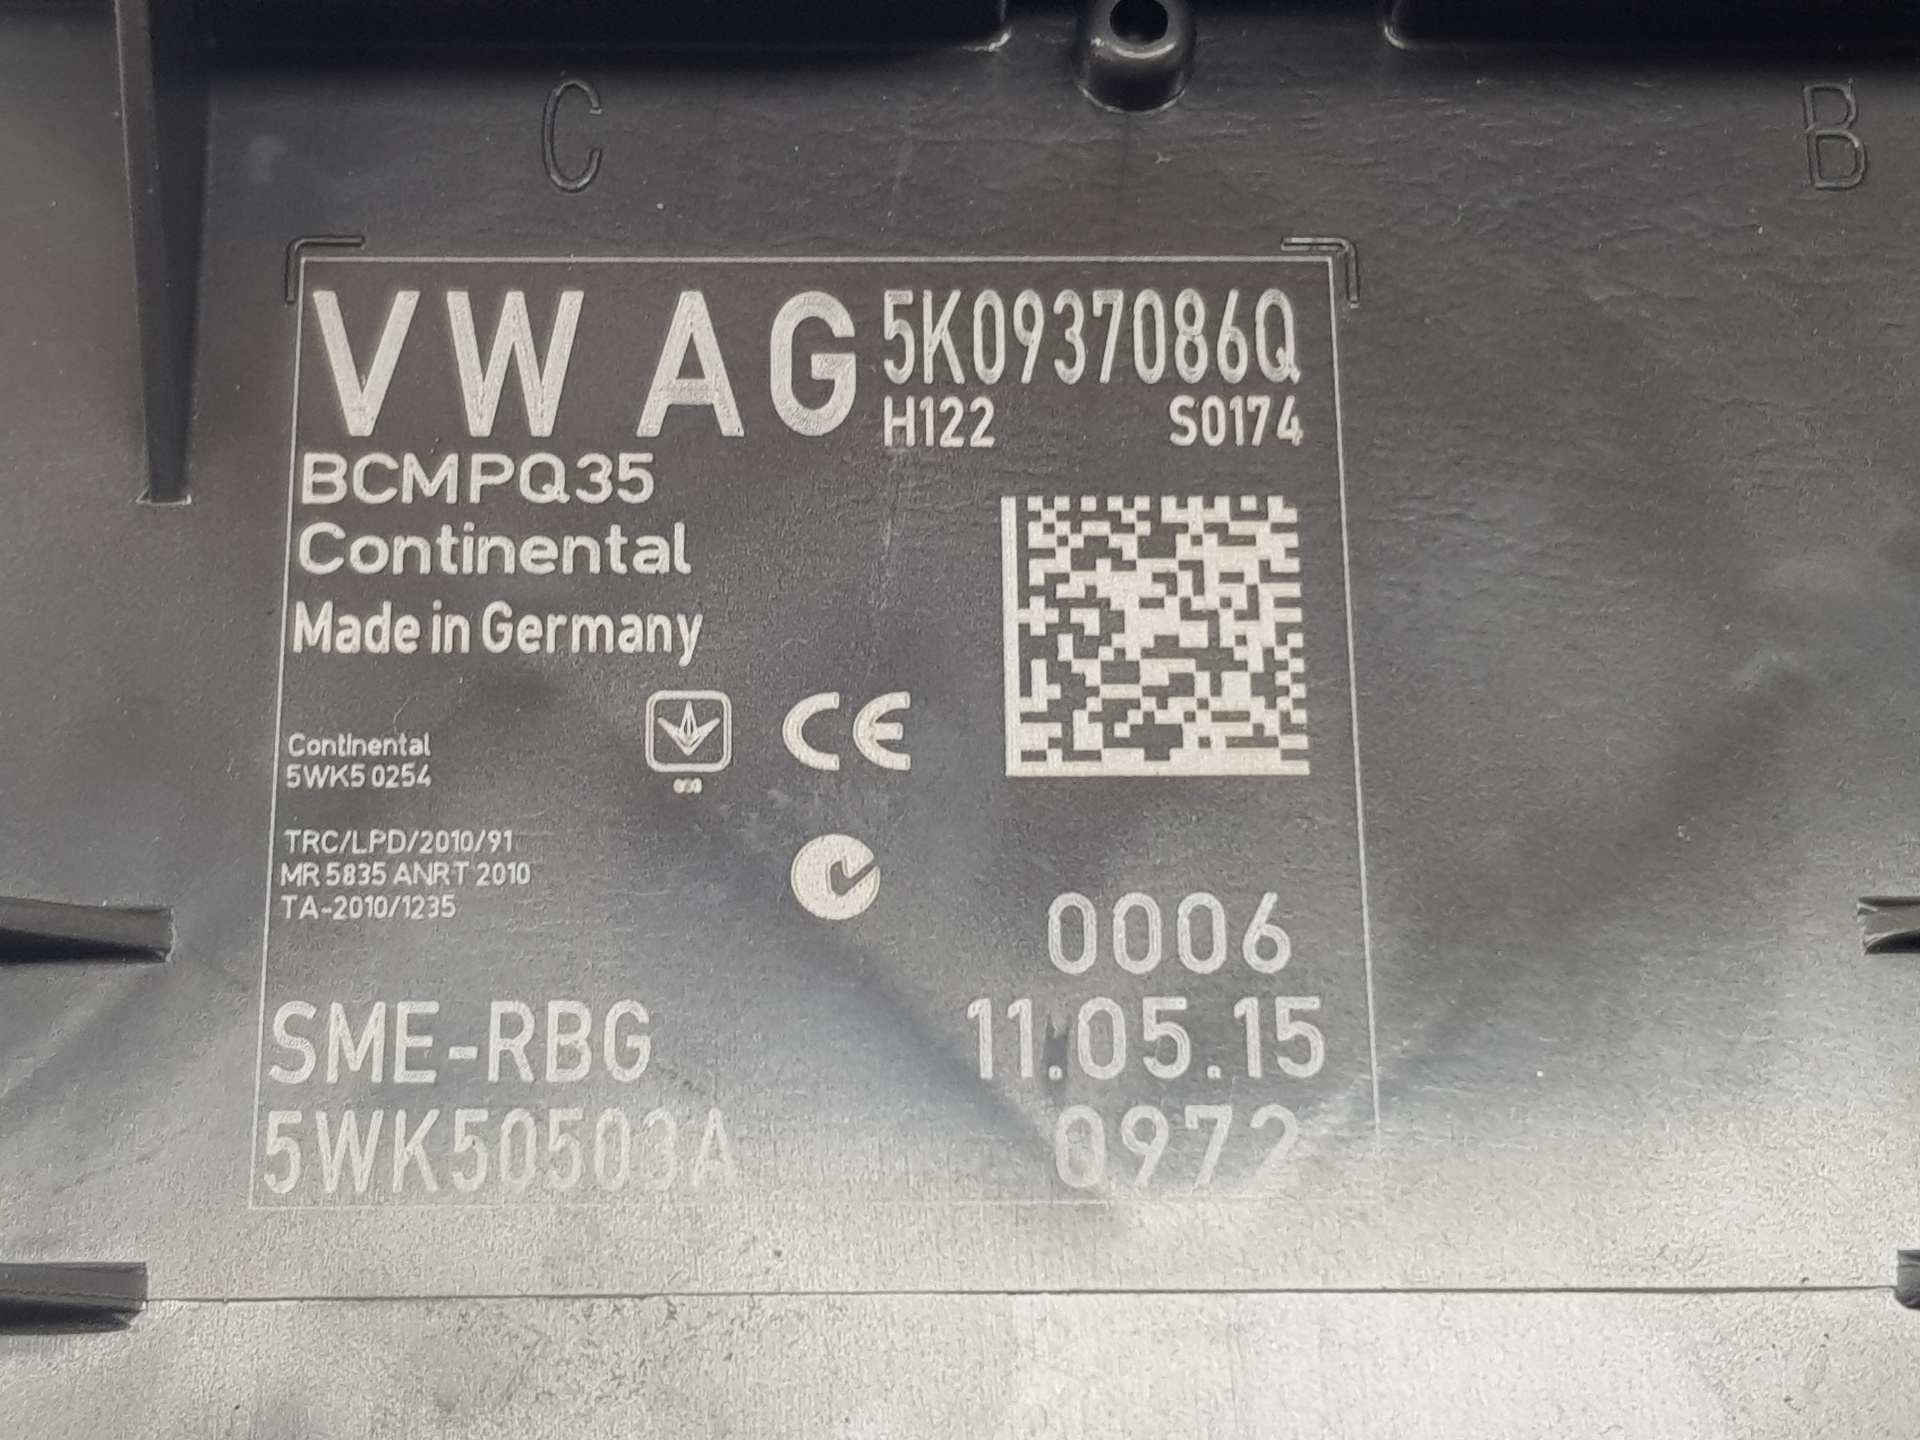 C B
VW AG 5K0937086Q
H122 S0174
BCMPQ35
Continental
Made in Germany
CE
Continental
5WK5 0254
TRC/LPD/2010/91
MR 5835 ANRT 2010
TA-2010/1235
0006
SME-RBG 11.05.15
5WK50503A 0972